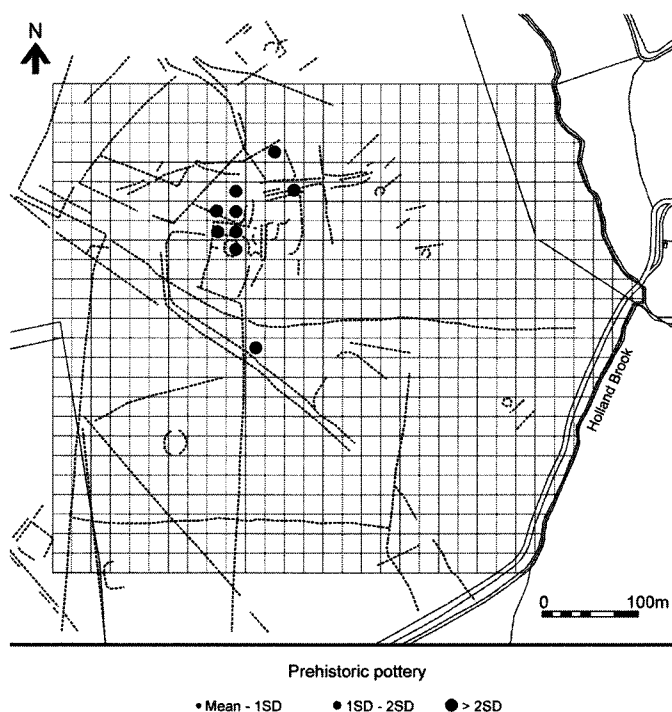 N
Holland Brook
0 100m
Prehistoric pottery
Mean - 1SD 1SD - 2SD > 2SD